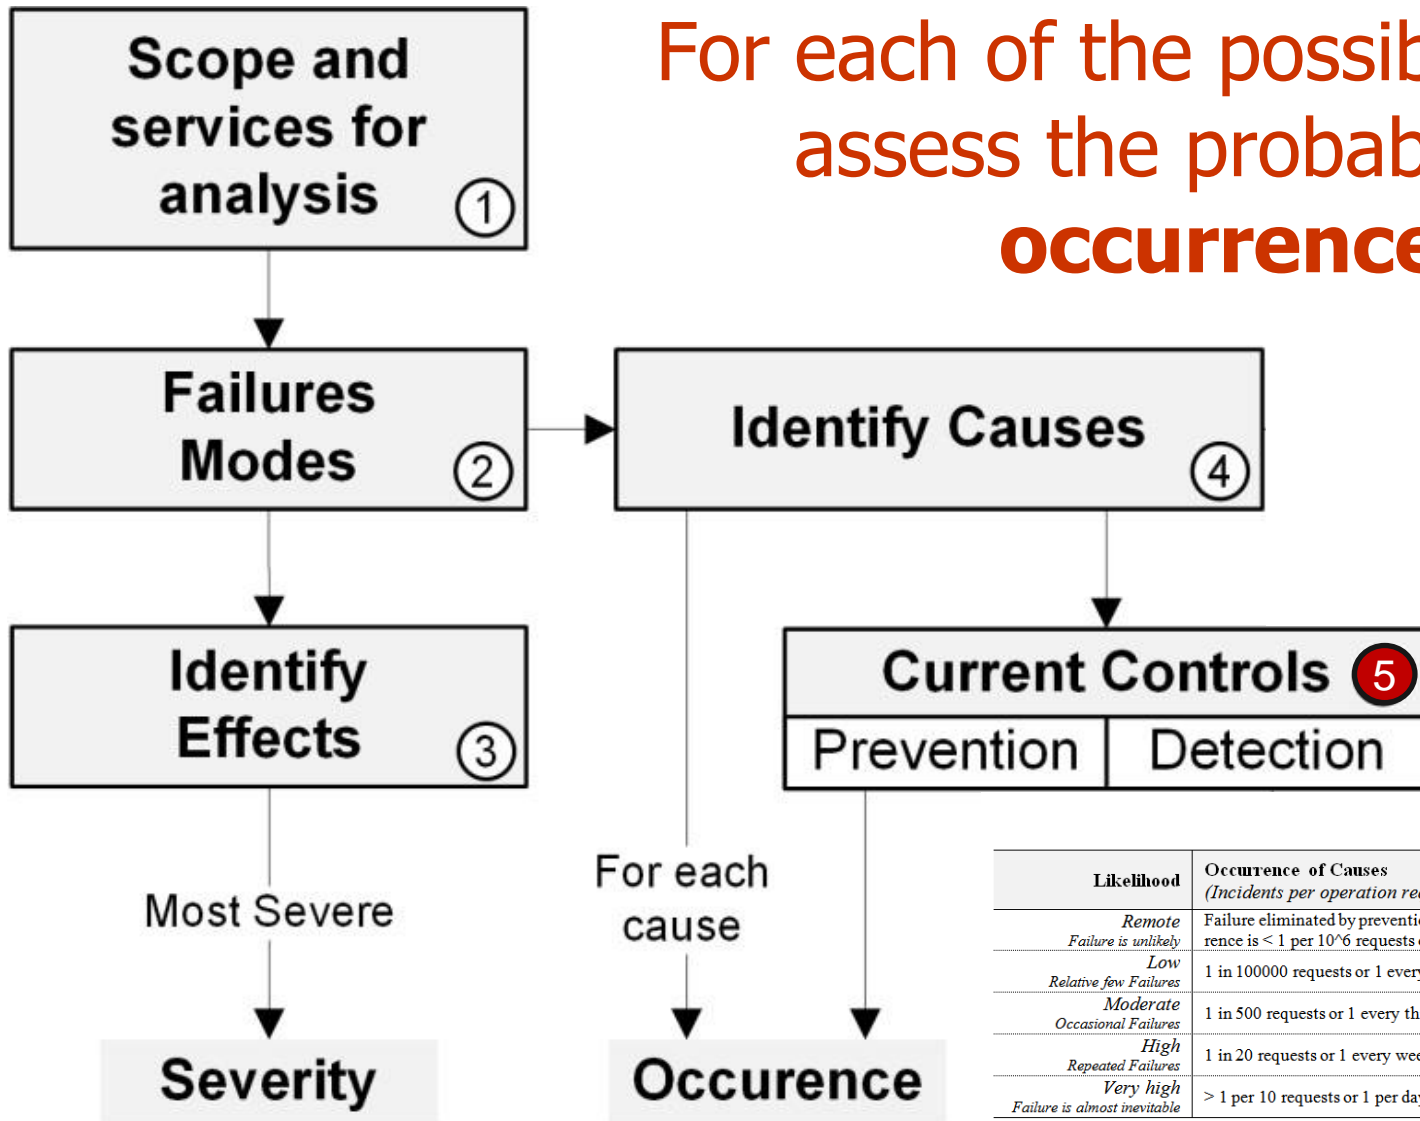 For each of the possib
assess the probab
occurrence
Scope and
services for
analysis
1
Failures
Modes
2
Identify Causes
4
Identify
Effects
3
Current Controls
5
Prevention
Detection
Most Severe
For each
cause
Severity
Occurence
Likelihood
Occurrence of Causes
(Incidents per operation re
Remote
Failure is unlikely
Failure eliminated by preventi
rence is < 1 per 10^6 requests
Low
Relative few Failures
1 in 100000 requests or 1 every
Moderate
Occasional Failures
1 in 500 requests or 1 every th
High
Repeated Failures
1 in 20 requests or 1 every wee
Very high
Failure is almost inevitable
> 1 per 10 requests or 1 per day